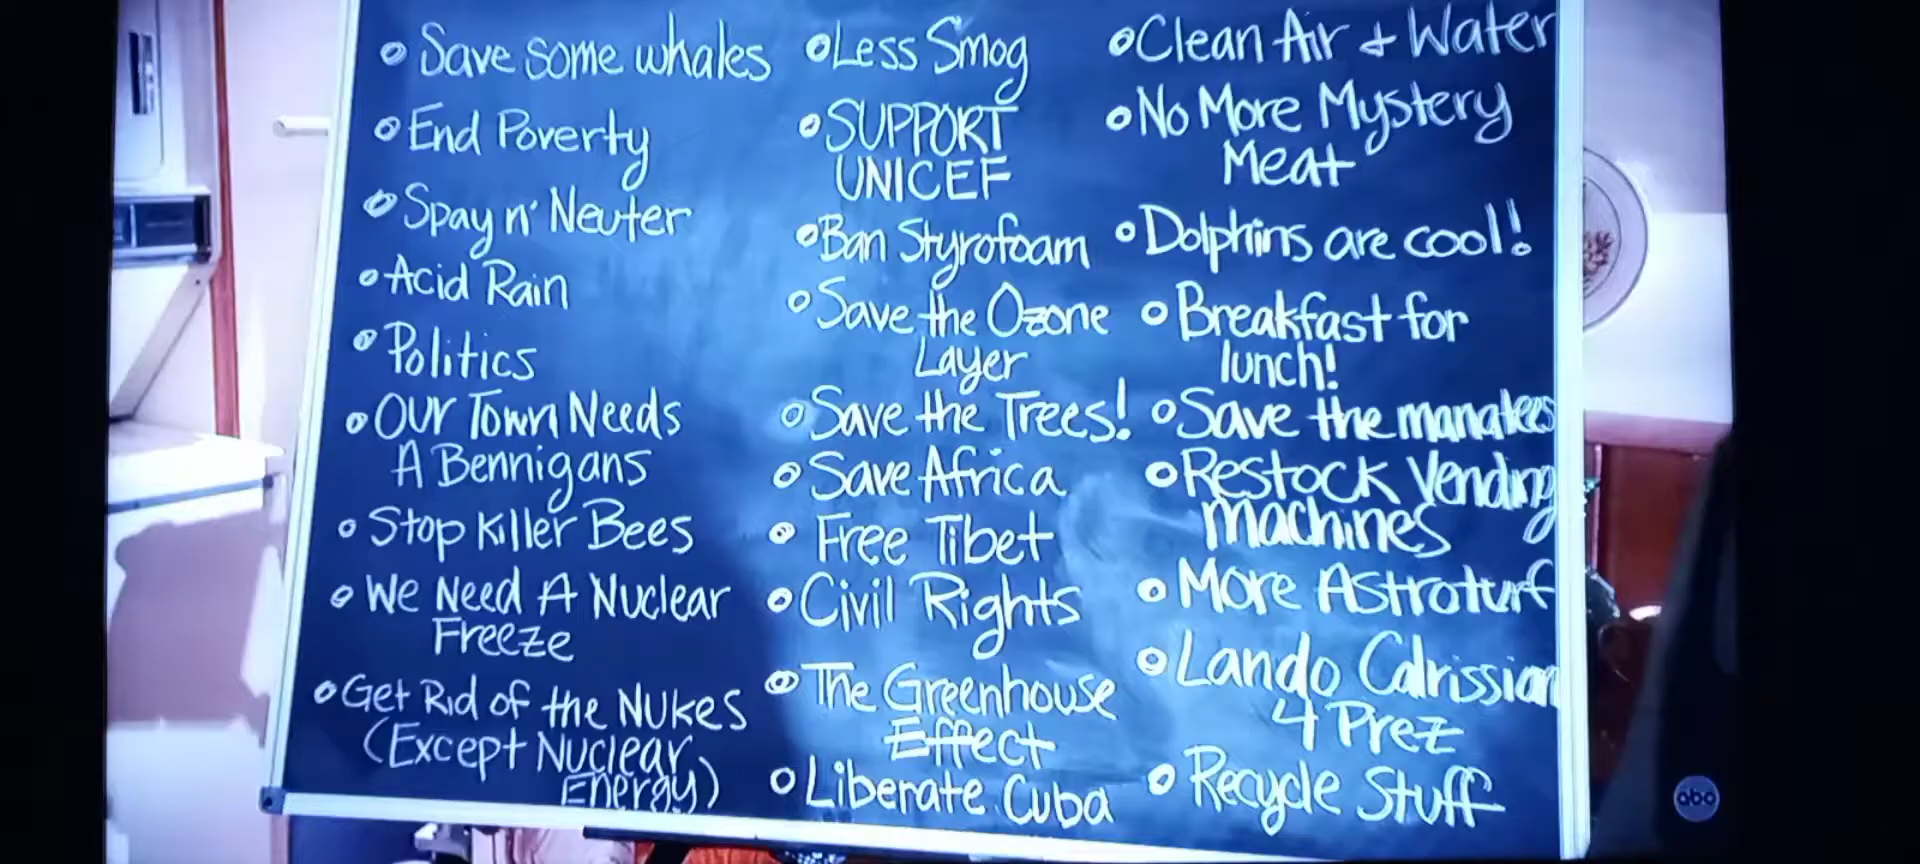 • Save some whales
• End Poverty
• Spay n' Neuter
• Acid Rain
• Politics
• Our Town Needs
A Bennigans
• Stop Killer Bees
• We Need A Nuclear
Freeze
• Get Rid of the Nukes
(Except Nuclear
Energy)
• Less Smog
• SUPPORT
UNICEF
• Ban Styrofoam
• Save the Ozone
Layer
• Save the Trees!
• Save Africa
• Free Tibet
• Civil Rights
• The Greenhouse
Effect
• Liberate Cuba
• Clean Air + Water
• No More Mystery
Meat
• Dolphins are cool!
• Breakfast for
lunch!
• Save the manatees
• Restock Vending
Machines
• More Astroturf
• Lando Calrissian
4 Prez
• Recycle Stuff
abc